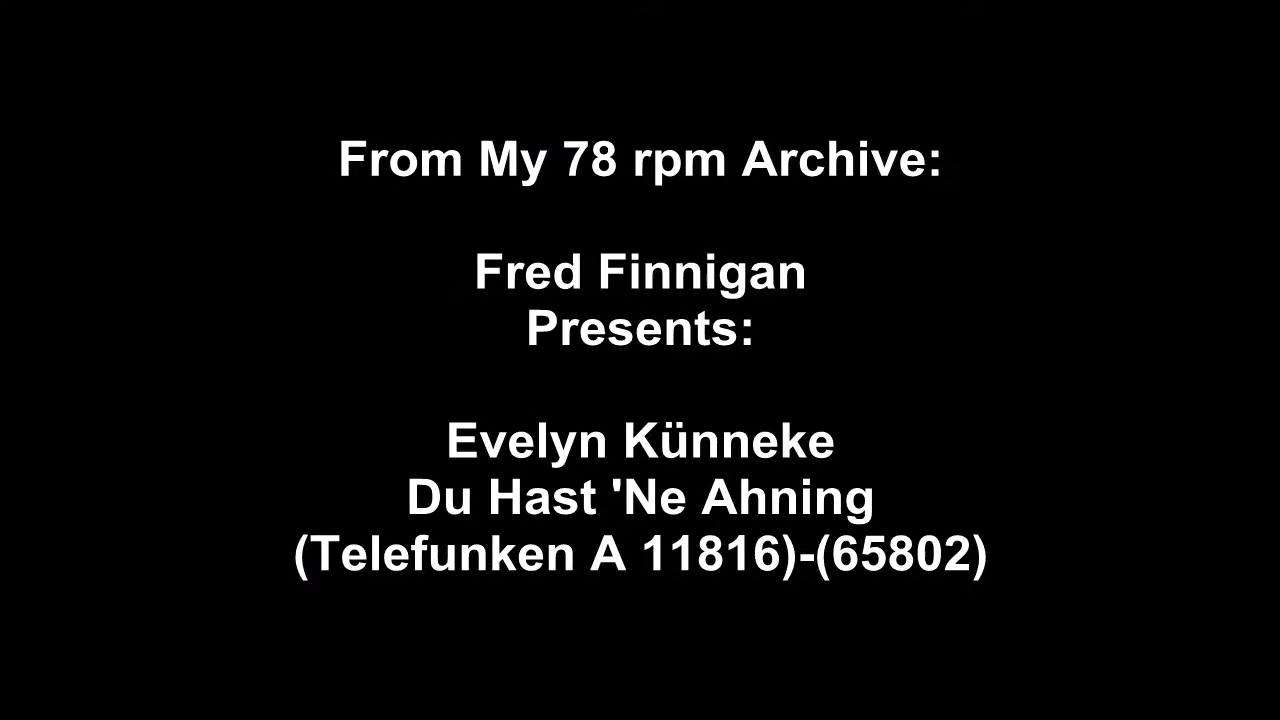 From My 78 rpm Archive:
Fred Finnigan
Presents:
Evelyn Künneke
Du Hast 'Ne Ahning
(Telefunken A 11816)-(65802)